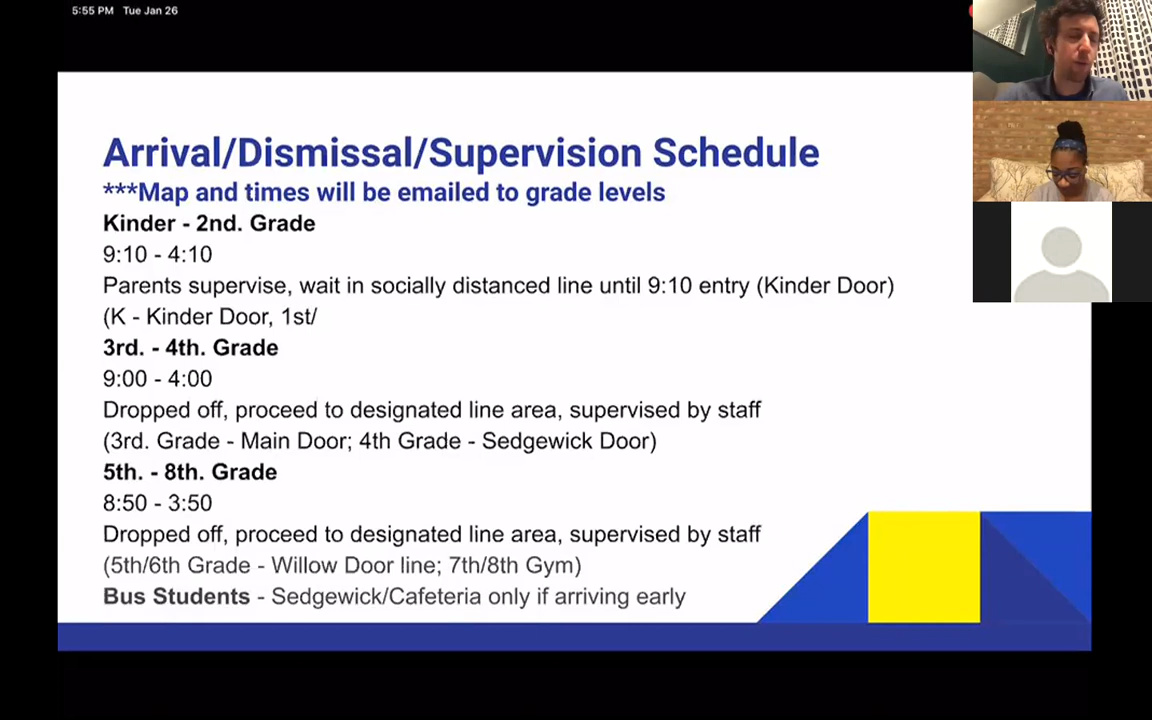 5:55 PM Tue Jan 26
Arrival/Dismissal/Supervision Schedule
***Map and times will be emailed to grade levels
Kinder - 2nd. Grade
9:10 - 4:10
Parents supervise, wait in socially distanced line until 9:10 entry (Kinder Door)
(K - Kinder Door, 1st/
3rd. - 4th. Grade
9:00 - 4:00
Dropped off, proceed to designated line area, supervised by staff
(3rd. Grade - Main Door; 4th Grade - Sedgewick Door)
5th. - 8th. Grade
8:50 - 3:50
Dropped off, proceed to designated line area, supervised by staff
(5th/6th Grade - Willow Door line; 7th/8th Gym)
Bus Students - Sedgewick/Cafeteria only if arriving early